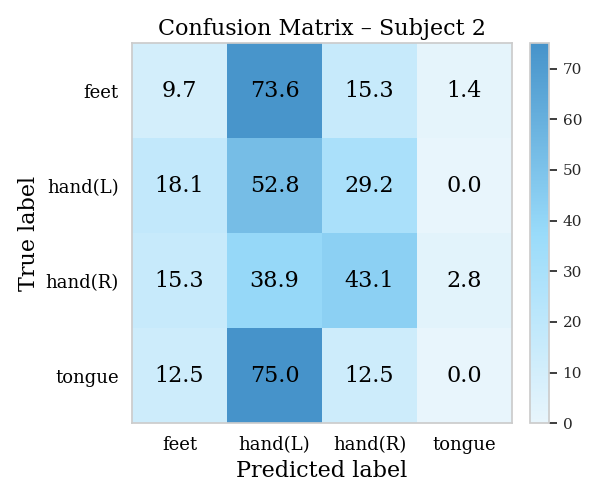 Confusion Matrix – Subject 2
feet 9.7 73.6 15.3 1.4
hand(L) 18.1 52.8 29.2 0.0
hand(R) 15.3 38.9 43.1 2.8
tongue 12.5 75.0 12.5 0.0
feet hand(L) hand(R) tongue
Predicted label
True label
70
60
50
40
30
20
10
0